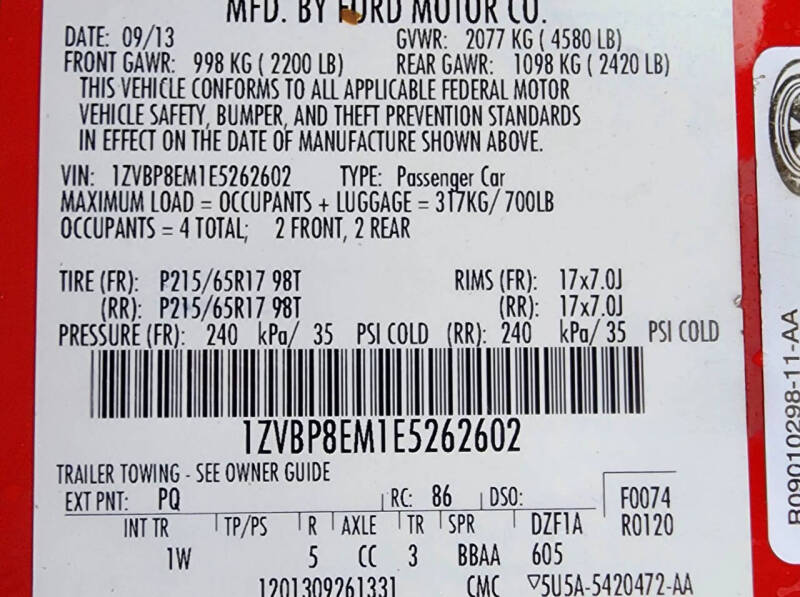 MFD. BY FORD MOTOR CO.
DATE: 09/13 GVWR: 2077 KG ( 4580 LB)
FRONT GAWR: 998 KG ( 2200 LB) REAR GAWR: 1098 KG ( 2420 LB)
THIS VEHICLE CONFORMS TO ALL APPLICABLE FEDERAL MOTOR
VEHICLE SAFETY, BUMPER, AND THEFT PREVENTION STANDARDS
IN EFFECT ON THE DATE OF MANUFACTURE SHOWN ABOVE.
VIN: 1ZVBP8EM1E5262602 TYPE: Passenger Car
MAXIMUM LOAD = OCCUPANTS + LUGGAGE = 317KG/ 700LB
OCCUPANTS = 4 TOTAL; 2 FRONT, 2 REAR
TIRE (FR): P215/65R17 98T RIMS (FR): 17x7.0J
(RR): P215/65R17 98T (RR): 17x7.0J
PRESSURE (FR): 240 kPa/ 35 PSI COLD (RR): 240 kPa/ 35 PSI COLD
1ZVBP8EM1E5262602
TRAILER TOWING - SEE OWNER GUIDE
EXT PNT: PQ RC: 86 DSO: F0074
INT TR TP/PS R AXLE TR SPR DZF1A R0120
1W 5 CC 3 BBAA 605
1201309261331 CMC ▽5U5A-5420472-AA
B09010298-11-AA